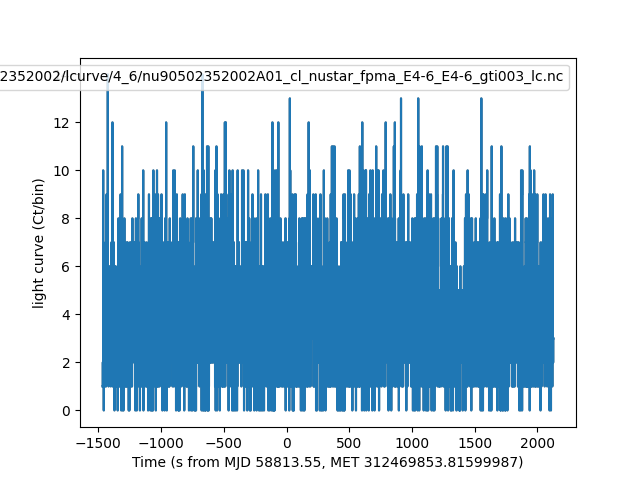 2352002/lcurve/4_6/nu90502352002A01_cl_nustar_fpma_E4-6_E4-6_gti003_lc.nc
12
10
8
6
4
2
0
light curve (Ct/bin)
−1500 −1000 −500 0 500 1000 1500 2000
Time (s from MJD 58813.55, MET 312469853.81599987)